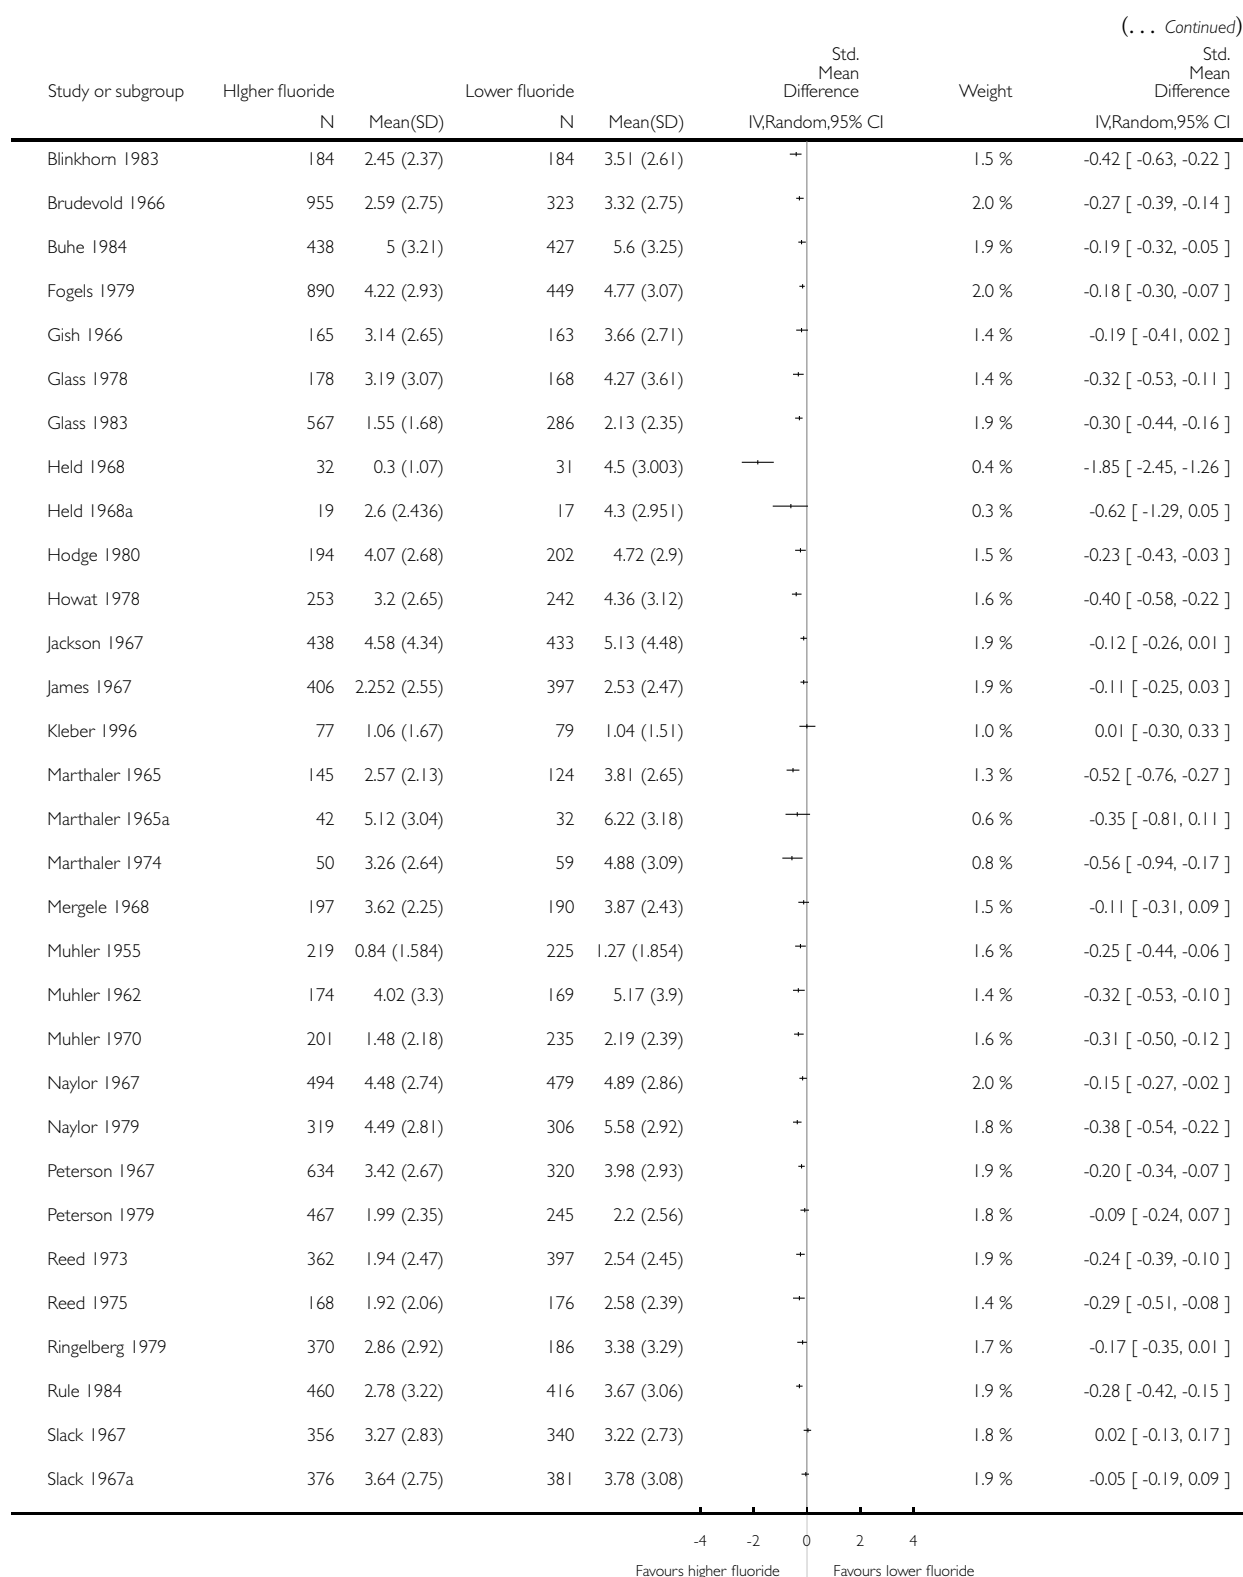 (... Continued)
Std.
Mean
Difference
Std.
Mean
Difference
Study or subgroup HIgher fluoride Lower fluoride Weight
N Mean(SD) N Mean(SD) IV,Random,95% CI IV,Random,95% CI
Blinkhorn 1983 184 2.45 (2.37) 184 3.51 (2.61) 1.5 % -0.42 [ -0.63, -0.22 ]
Brudevold 1966 955 2.59 (2.75) 323 3.32 (2.75) 2.0 % -0.27 [ -0.39, -0.14 ]
Buhe 1984 438 5 (3.21) 427 5.6 (3.25) 1.9 % -0.19 [ -0.32, -0.05 ]
Fogels 1979 890 4.22 (2.93) 449 4.77 (3.07) 2.0 % -0.18 [ -0.30, -0.07 ]
Gish 1966 165 3.14 (2.65) 163 3.66 (2.71) 1.4 % -0.19 [ -0.41, 0.02 ]
Glass 1978 178 3.19 (3.07) 168 4.27 (3.61) 1.4 % -0.32 [ -0.53, -0.11 ]
Glass 1983 567 1.55 (1.68) 286 2.13 (2.35) 1.9 % -0.30 [ -0.44, -0.16 ]
Held 1968 32 0.3 (1.07) 31 4.5 (3.003) 0.4 % -1.85 [ -2.45, -1.26 ]
Held 1968a 19 2.6 (2.436) 17 4.3 (2.951) 0.3 % -0.62 [ -1.29, 0.05 ]
Hodge 1980 194 4.07 (2.68) 202 4.72 (2.9) 1.5 % -0.23 [ -0.43, -0.03 ]
Howat 1978 253 3.2 (2.65) 242 4.36 (3.12) 1.6 % -0.40 [ -0.58, -0.22 ]
Jackson 1967 438 4.58 (4.34) 433 5.13 (4.48) 1.9 % -0.12 [ -0.26, 0.01 ]
James 1967 406 2.252 (2.55) 397 2.53 (2.47) 1.9 % -0.11 [ -0.25, 0.03 ]
Kleber 1996 77 1.06 (1.67) 79 1.04 (1.51) 1.0 % 0.01 [ -0.30, 0.33 ]
Marthaler 1965 145 2.57 (2.13) 124 3.81 (2.65) 1.3 % -0.52 [ -0.76, -0.27 ]
Marthaler 1965a 42 5.12 (3.04) 32 6.22 (3.18) 0.6 % -0.35 [ -0.81, 0.11 ]
Marthaler 1974 50 3.26 (2.64) 59 4.88 (3.09) 0.8 % -0.56 [ -0.94, -0.17 ]
Mergele 1968 197 3.62 (2.25) 190 3.87 (2.43) 1.5 % -0.11 [ -0.31, 0.09 ]
Muhler 1955 219 0.84 (1.584) 225 1.27 (1.854) 1.6 % -0.25 [ -0.44, -0.06 ]
Muhler 1962 174 4.02 (3.3) 169 5.17 (3.9) 1.4 % -0.32 [ -0.53, -0.10 ]
Muhler 1970 201 1.48 (2.18) 235 2.19 (2.39) 1.6 % -0.31 [ -0.50, -0.12 ]
Naylor 1967 494 4.48 (2.74) 479 4.89 (2.86) 2.0 % -0.15 [ -0.27, -0.02 ]
Naylor 1979 319 4.49 (2.81) 306 5.58 (2.92) 1.8 % -0.38 [ -0.54, -0.22 ]
Peterson 1967 634 3.42 (2.67) 320 3.98 (2.93) 1.9 % -0.20 [ -0.34, -0.07 ]
Peterson 1979 467 1.99 (2.35) 245 2.2 (2.56) 1.8 % -0.09 [ -0.24, 0.07 ]
Reed 1973 362 1.94 (2.47) 397 2.54 (2.45) 1.9 % -0.24 [ -0.39, -0.10 ]
Reed 1975 168 1.92 (2.06) 176 2.58 (2.39) 1.4 % -0.29 [ -0.51, -0.08 ]
Ringelberg 1979 370 2.86 (2.92) 186 3.38 (3.29) 1.7 % -0.17 [ -0.35, 0.01 ]
Rule 1984 460 2.78 (3.22) 416 3.67 (3.06) 1.9 % -0.28 [ -0.42, -0.15 ]
Slack 1967 356 3.27 (2.83) 340 3.22 (2.73) 1.8 % 0.02 [ -0.13, 0.17 ]
Slack 1967a 376 3.64 (2.75) 381 3.78 (3.08) 1.9 % -0.05 [ -0.19, 0.09 ]
-4 -2 0 2 4
Favours higher fluoride Favours lower fluoride